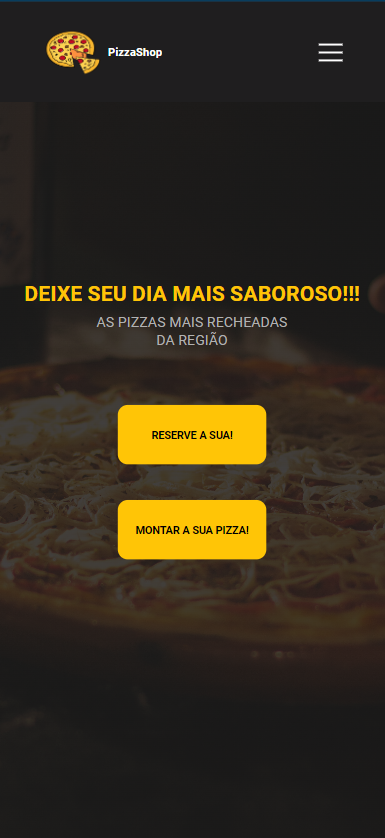 PizzaShop
DEIXE SEU DIA MAIS SABOROSO!!!
AS PIZZAS MAIS RECHEADAS
DA REGIÃO
RESERVE A SUA!
MONTAR A SUA PIZZA!